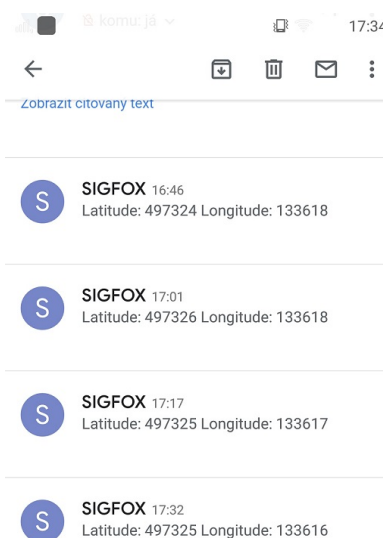 komu: já
17:34
Zobrazit citovaný text
S
SIGFOX 16:46
Latitude: 497324 Longitude: 133618
S
SIGFOX 17:01
Latitude: 497326 Longitude: 133618
S
SIGFOX 17:17
Latitude: 497325 Longitude: 133617
S
SIGFOX 17:32
Latitude: 497325 Longitude: 133616